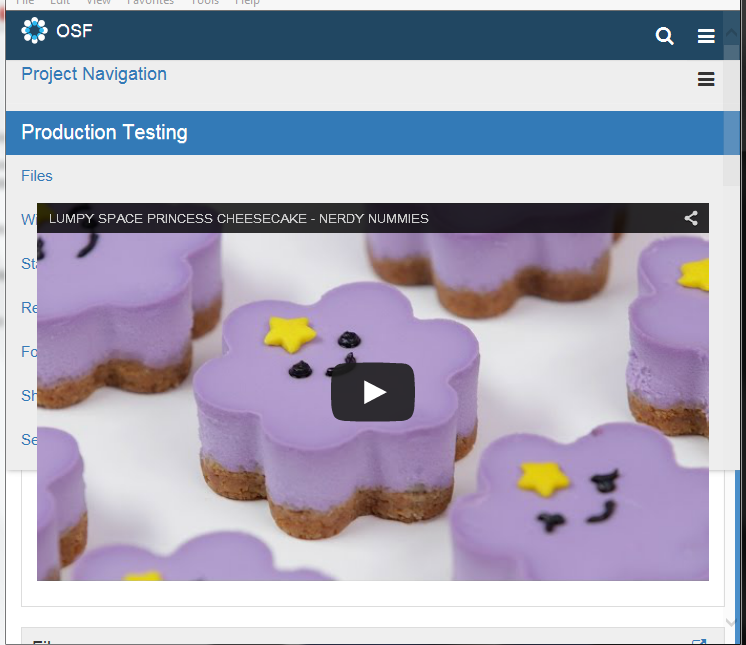 File Edit View Favorites Tools Help
OSF
Project Navigation
Production Testing
Files
LUMPY SPACE PRINCESS CHEESECAKE - NERDY NUMMIES
Wi
Sta
Re
Fo
Sh
Se